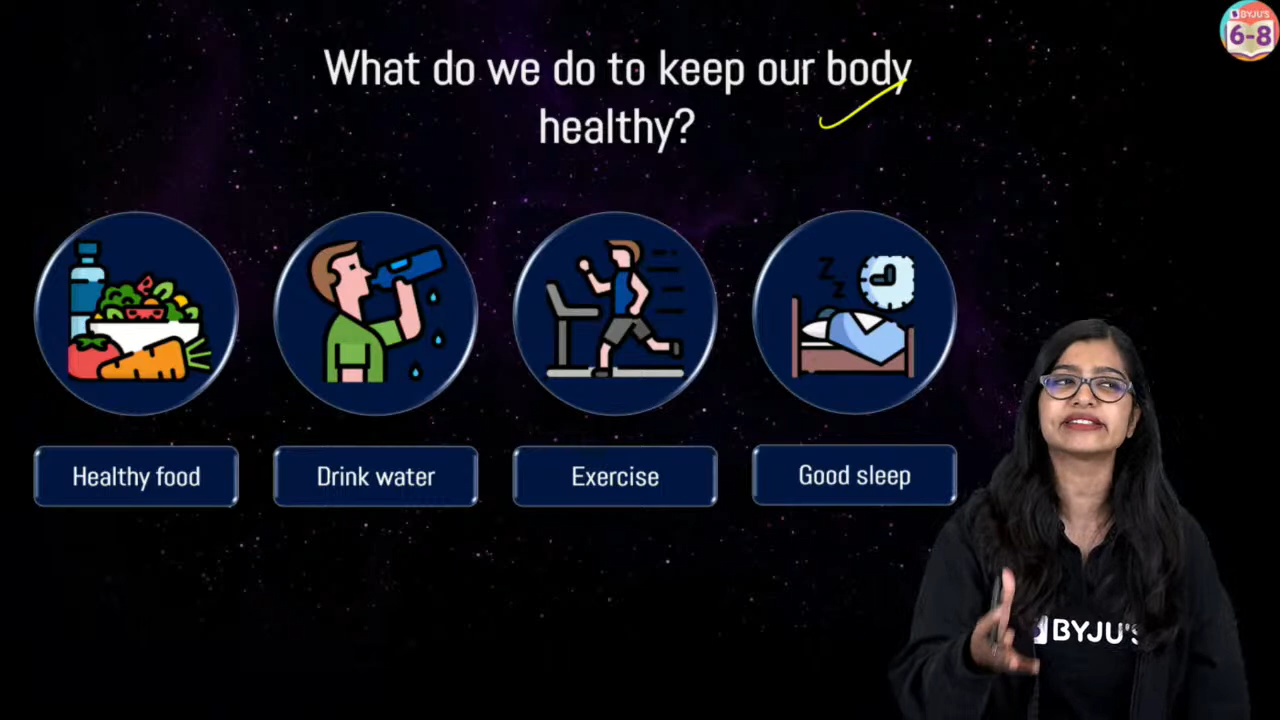 BYJU'S
6-8
What do we do to keep our body
healthy?
Z
z
z
Healthy food
Drink water
Exercise
Good sleep
BYJU'S